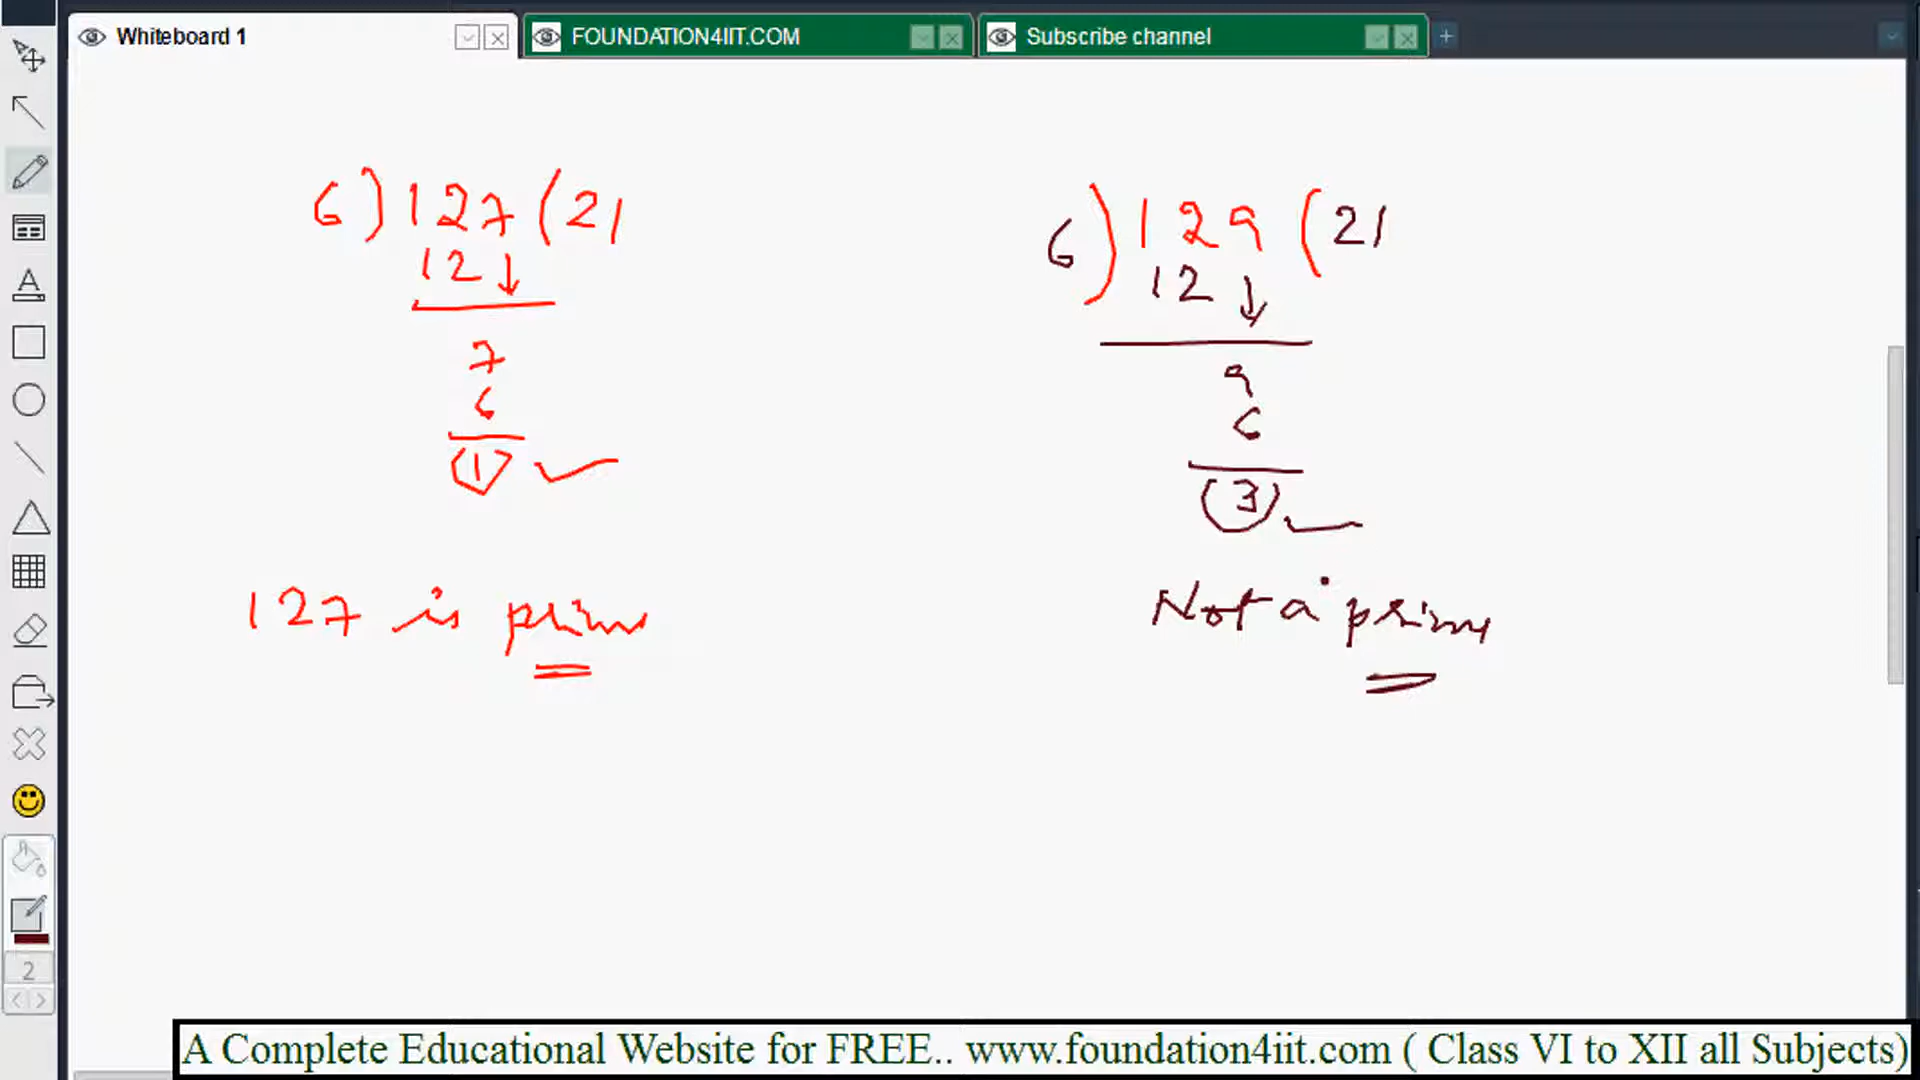 Whiteboard 1
FOUNDATION4IIT.COM
Subscribe channel
6 ) 127 ( 21
12 ↓
7
6
1 ✓
127 is prime
6 ) 129 ( 21
12 ↓
9
6
3 ✓
Not a prime
2
A Complete Educational Website for FREE.. www.foundation4iit.com ( Class VI to XII all Subjects)